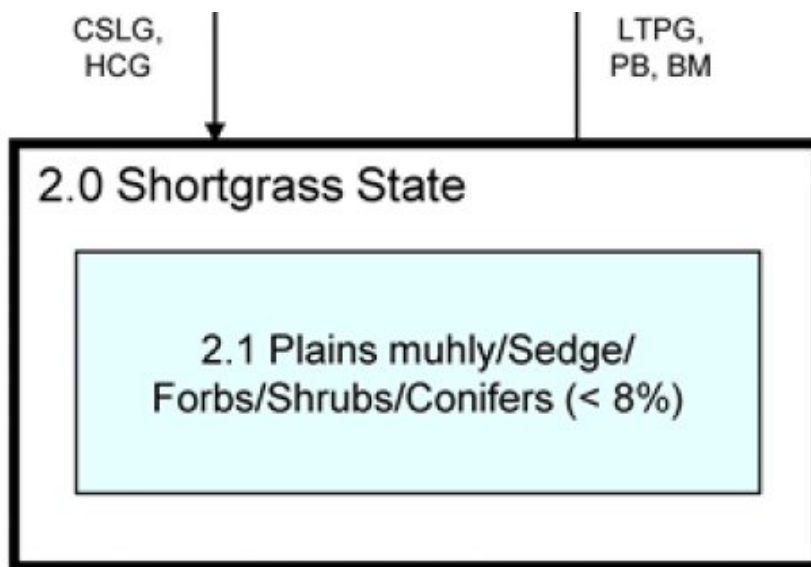 CSLG,
HCG
LTPG,
PB, BM
2.0 Shortgrass State
2.1 Plains muhly/Sedge/
Forbs/Shrubs/Conifers (< 8%)